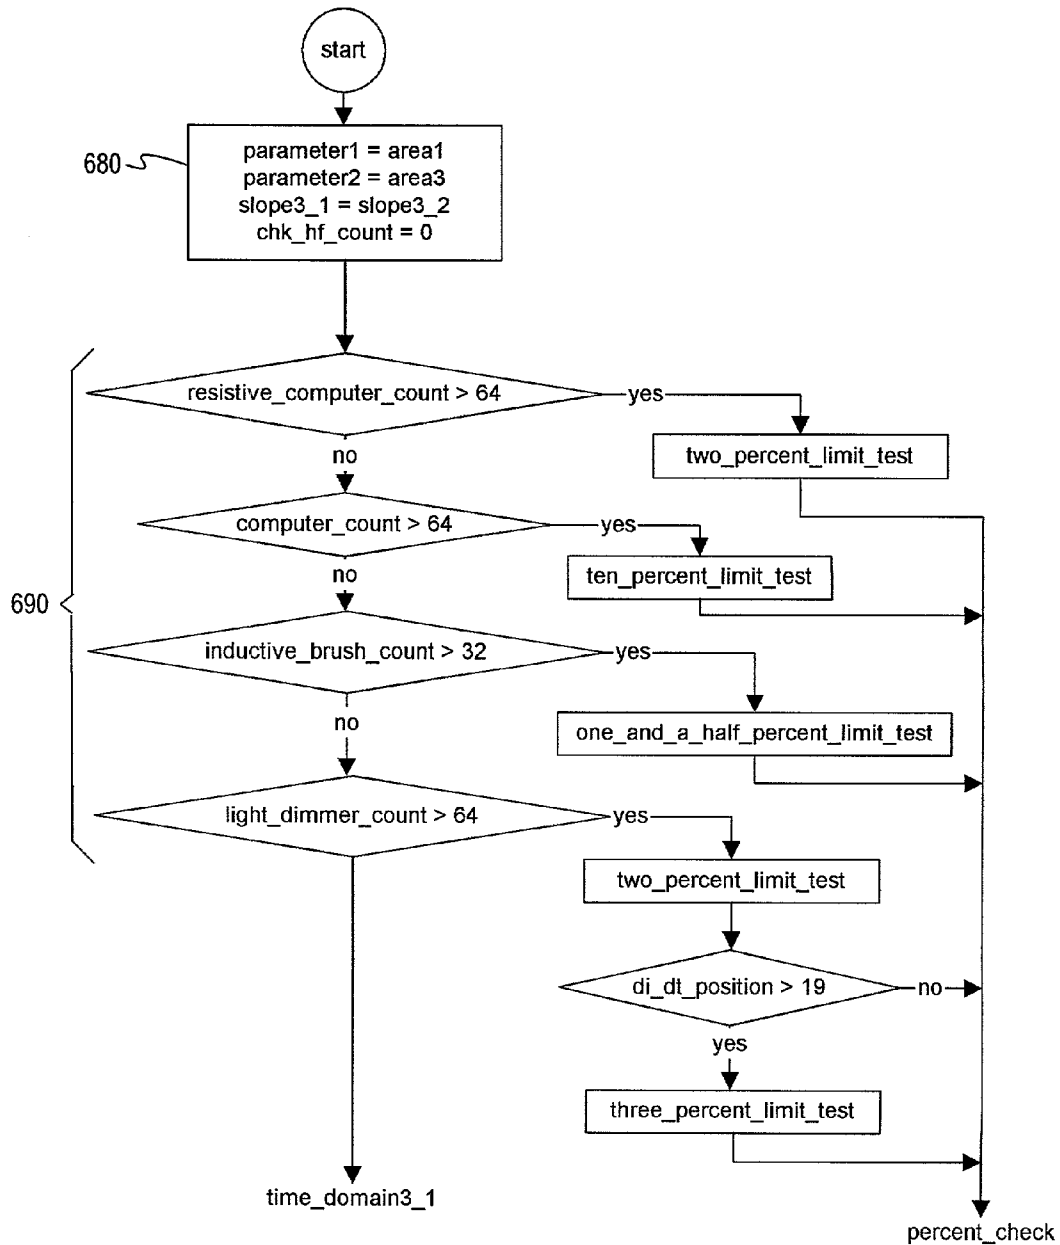 start
680
parameter1 = area1
parameter2 = area3
slope3_1 = slope3_2
chk_hf_count = 0
resistive_computer_count > 64
yes
two_percent_limit_test
no
computer_count > 64
yes
ten_percent_limit_test
no
690
inductive_brush_count > 32
yes
one_and_a_half_percent_limit_test
no
light_dimmer_count > 64
yes
two_percent_limit_test
di_dt_position > 19
no
yes
three_percent_limit_test
time_domain3_1
percent_check